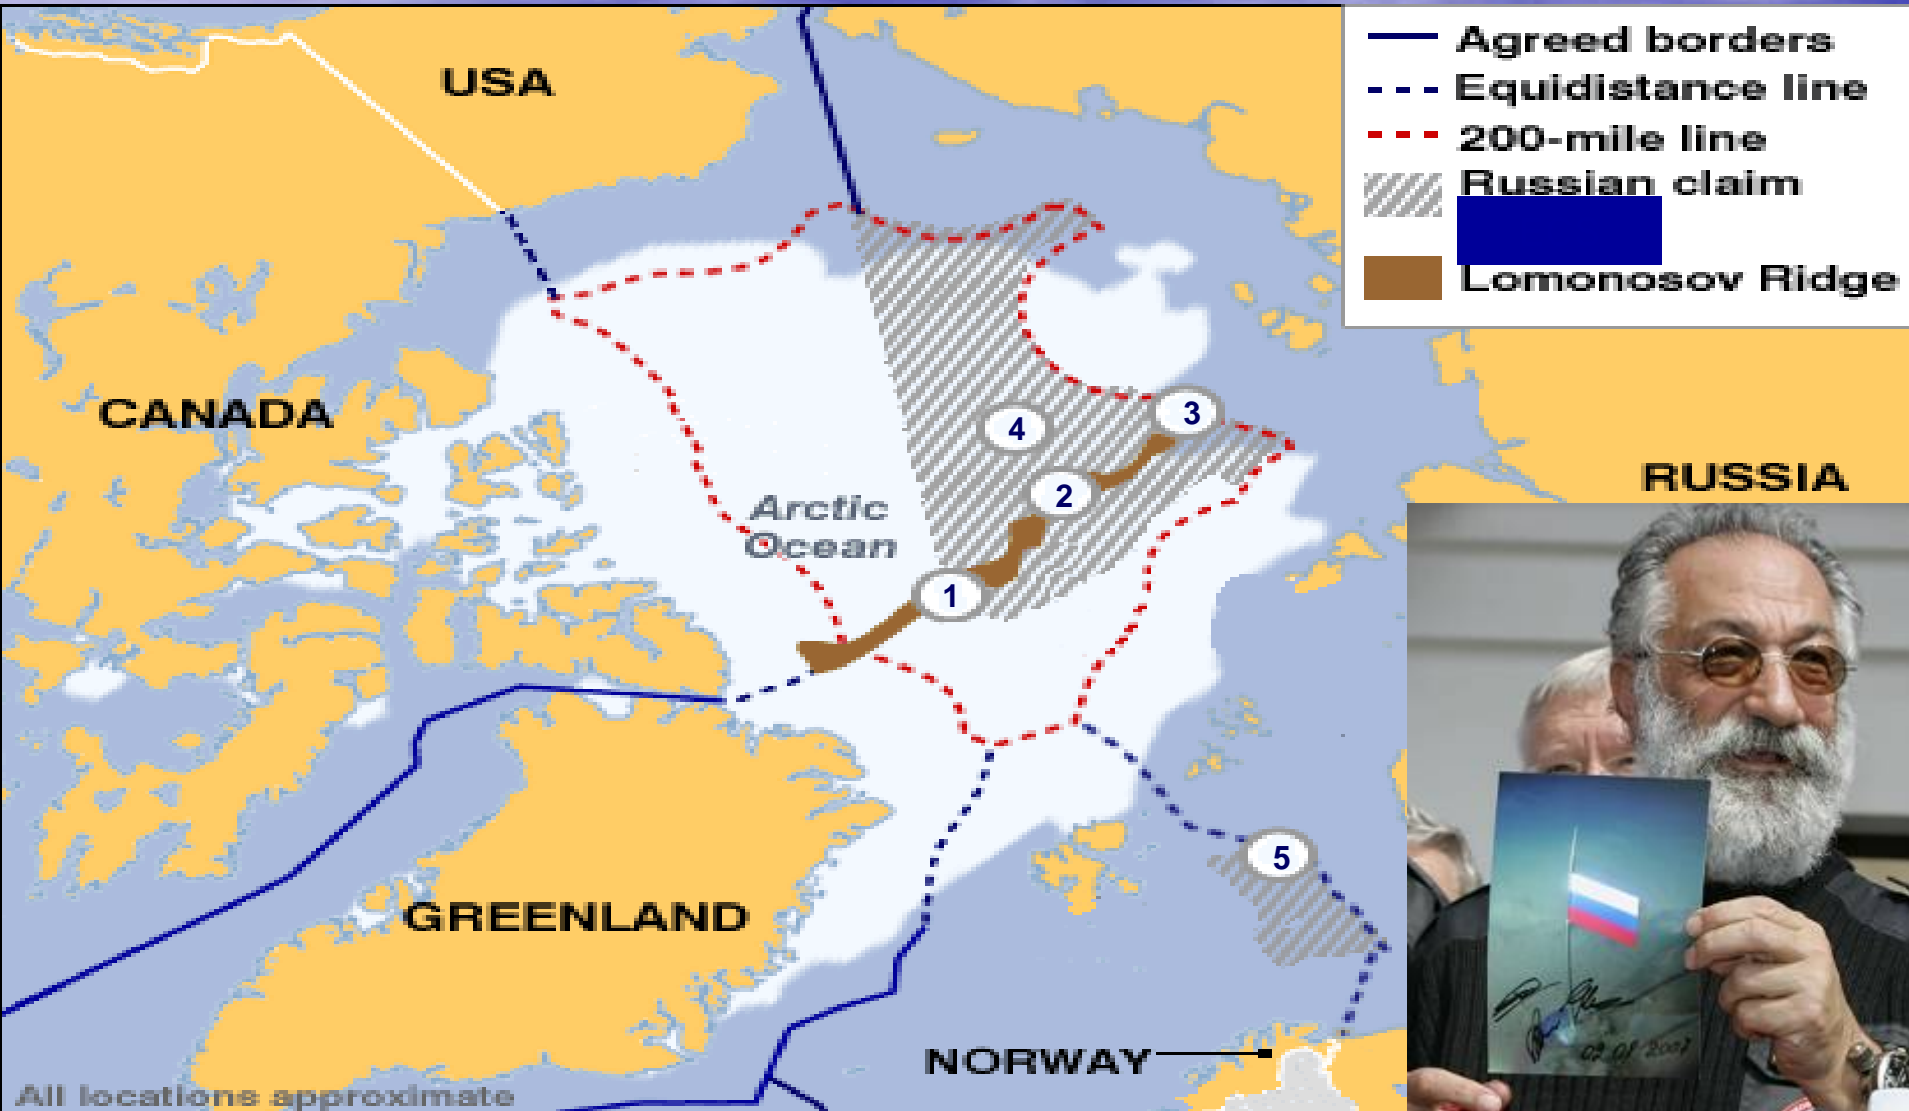 USA
Agreed borders
Equidistance line
200-mile line
Russian claim
Lomonosov Ridge
CANADA
3
4
2
RUSSIA
Arctic
Ocean
1
5
GREENLAND
NORWAY
All locations approximate